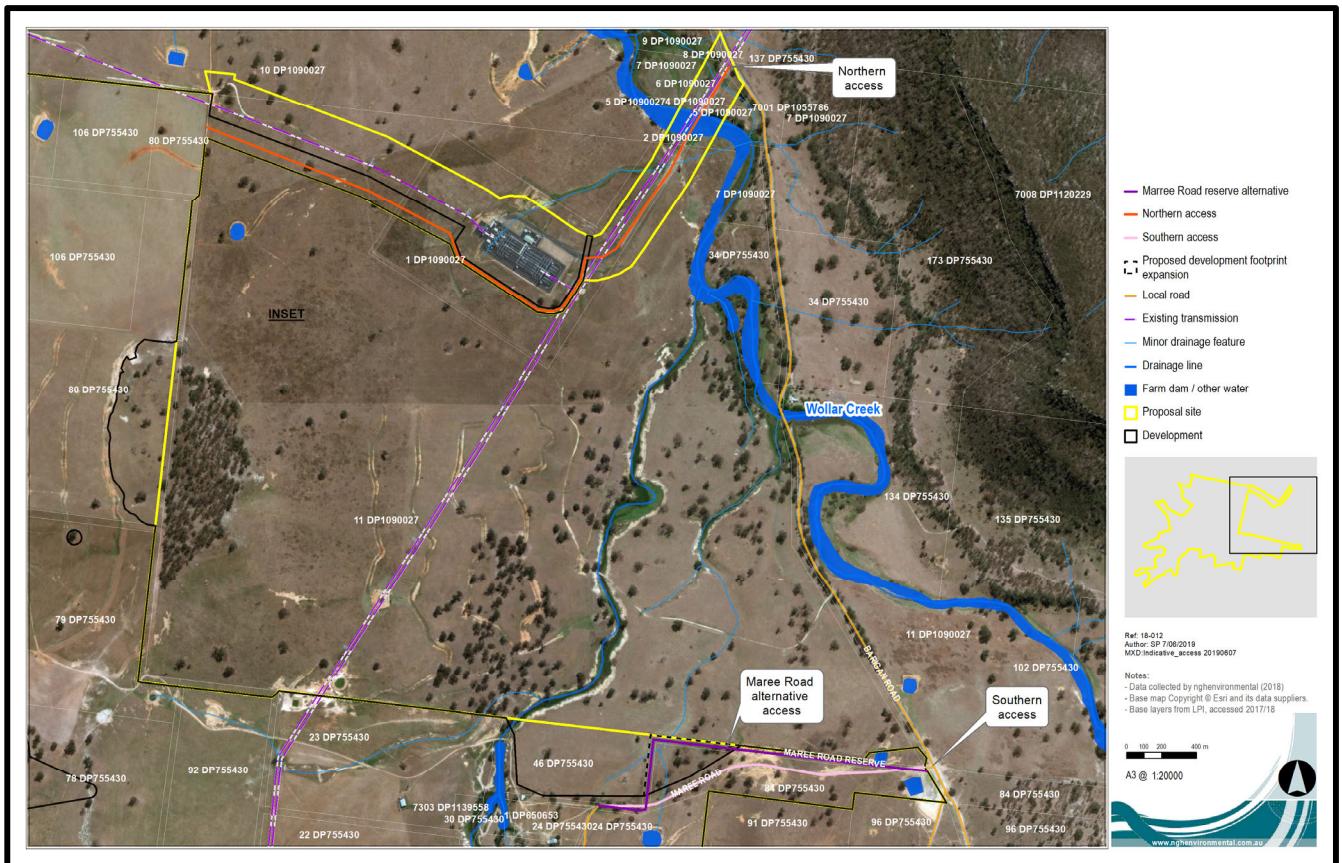 9 DP1090027
8 DP1090027
137 DP755430
7 DP1090027
10 DP1090027
6 DP1090027
Northern
access
5 DP1090027
4 DP1090027
5 DP1090027
7001 DP1055786
7 DP1090027
106 DP755430
80 DP755430
2 DP1090027
7 DP1090027
7008 DP1120229
106 DP755430
1 DP1090027
34 DP755430
173 DP755430
34 DP755430
INSET
80 DP755430
Wollar Creek
134 DP755430
135 DP755430
11 DP1090027
79 DP755430
11 DP1090027
BARIGAN ROAD
102 DP755430
Maree Road
alternative
access
Southern
access
23 DP755430
MAREE ROAD RESERVE
78 DP755430
92 DP755430
46 DP755430
MAREE ROAD
84 DP755430
84 DP755430
7303 DP1139558
1 DP650653
30 DP755430
24 DP755430
24 DP755430
91 DP755430
96 DP755430
96 DP755430
22 DP755430
Marree Road reserve alternative
Northern access
Southern access
Proposed development footprint
expansion
Local road
Existing transmission
Minor drainage feature
Drainage line
Farm dam / other water
Proposal site
Development
Ref: 18-012
Author: SP 7/06/2019
MXD:Indicative_access 20190607
Notes:
- Data collected by nghenvironmental (2018)
- Base map Copyright © Esri and its data suppliers.
- Base layers from LPI, accessed 2017/18
0 100 200 400 m
A3 @ 1:20000
www.nghenvironmental.com.au